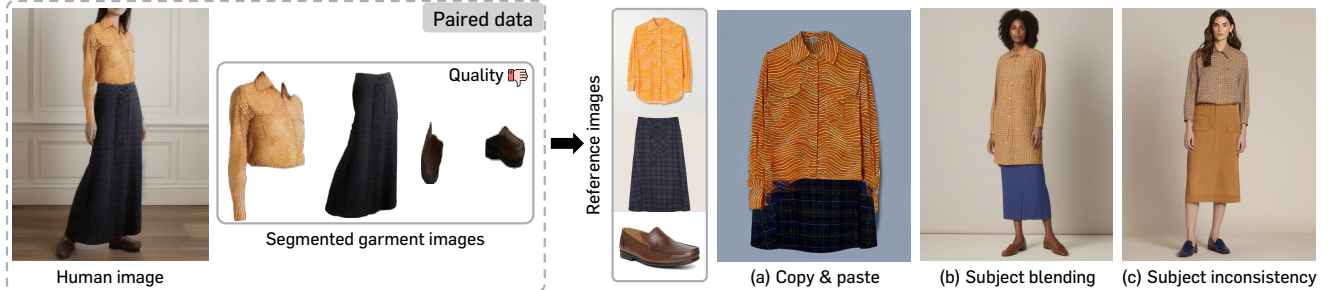 Paired data
Quality
Segmented garment images
Human image
Reference images
(a) Copy & paste
(b) Subject blending
(c) Subject inconsistency